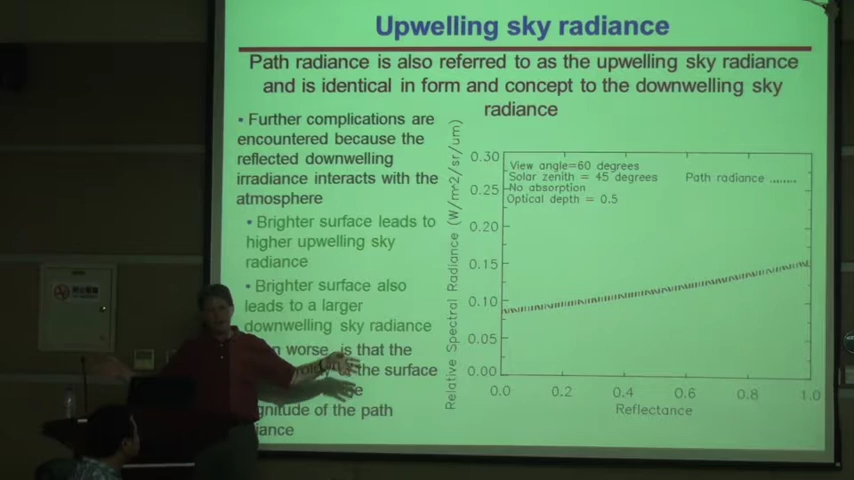 Upwelling sky radiance
Path radiance is also referred to as the upwelling sky radiance
and is identical in form and concept to the downwelling sky
radiance
• Further complications are
encountered because the
reflected downwelling
irradiance interacts with the
atmosphere
• Brighter surface leads to
higher upwelling sky
radiance
• Brighter surface also
leads to a larger
downwelling sky radiance
worse is that the
the surface
magnitude of the path
Relative Spectral Radiance (W/m^2/sr/um)
0.30
0.25
0.20
0.15
0.10
0.05
0.00
View angle=60 degrees
Solar zenith = 45 degrees
No absorption
Optical depth = 0.5
Path radiance
0.0 0.2 0.4 0.6 0.8 1.0
Reflectance